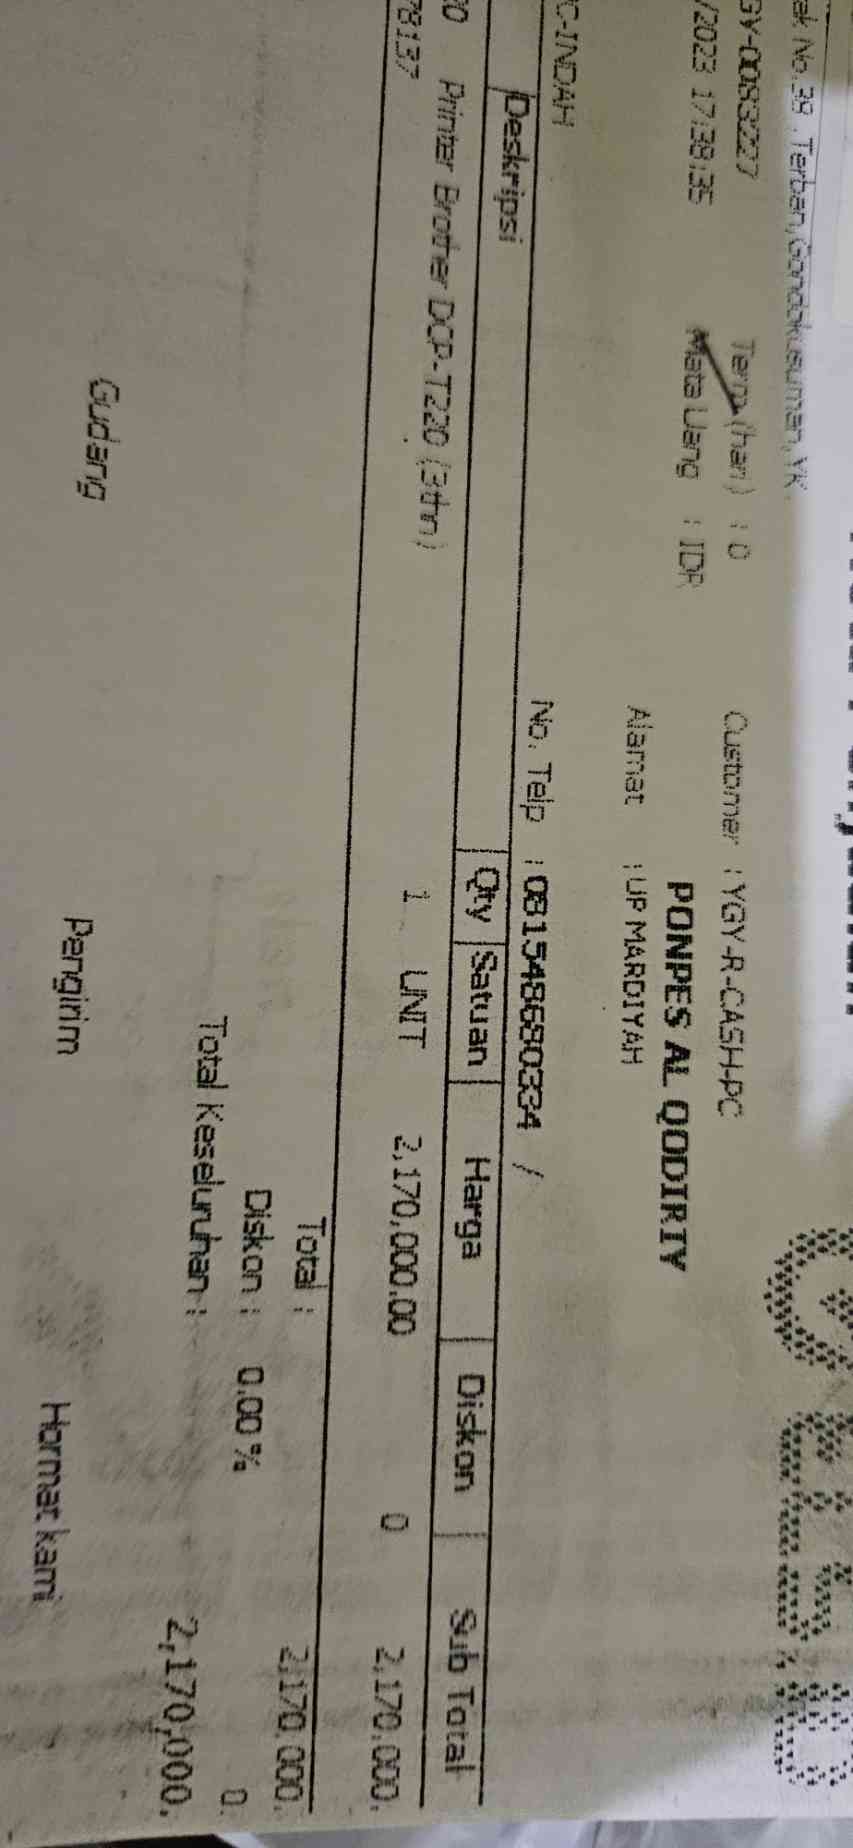 No.38 . Terban,Gondokusuman,YK.
GY-0083227 Term (hari) : 0 Customer : YGY-R-CASH-PC
/2023 17:38:35 Mata Uang : IDR PONPES AL QODIRIY
Alamat : UP MARDIYAH
C-INDAH No. Telp : 081548680334 /
Deskripsi Qty Satuan Harga Diskon Sub Total
0 Printer Brother DCP-T220 (3thn) 1 UNIT 2,170,000.00 0 2,170,000.
78137
Total : 2,170,000.
Diskon : 0.00 % 0.
Total Keseluruhan : 2,170,000.
Gudang Pengirim Hormat kami